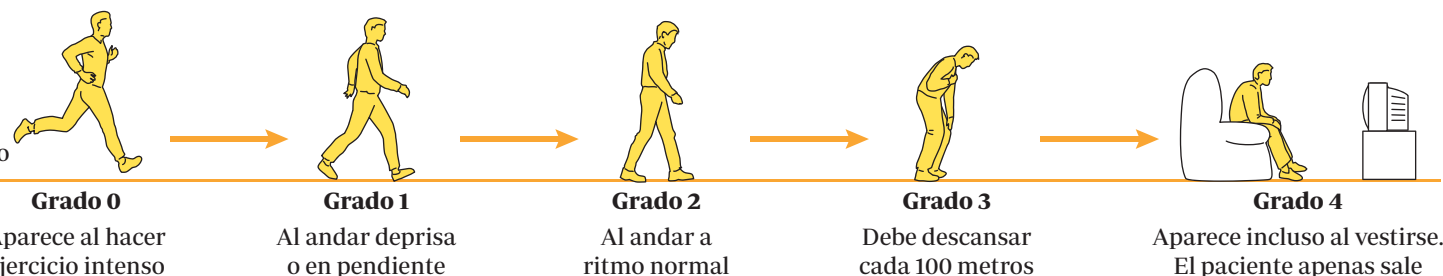 o
Grado 0
Aparece al hacer
ejercicio intenso
Grado 1
Al andar deprisa
o en pendiente
Grado 2
Al andar a
ritmo normal
Grado 3
Debe descansar
cada 100 metros
Grado 4
Aparece incluso al vestirse.
El paciente apenas sale